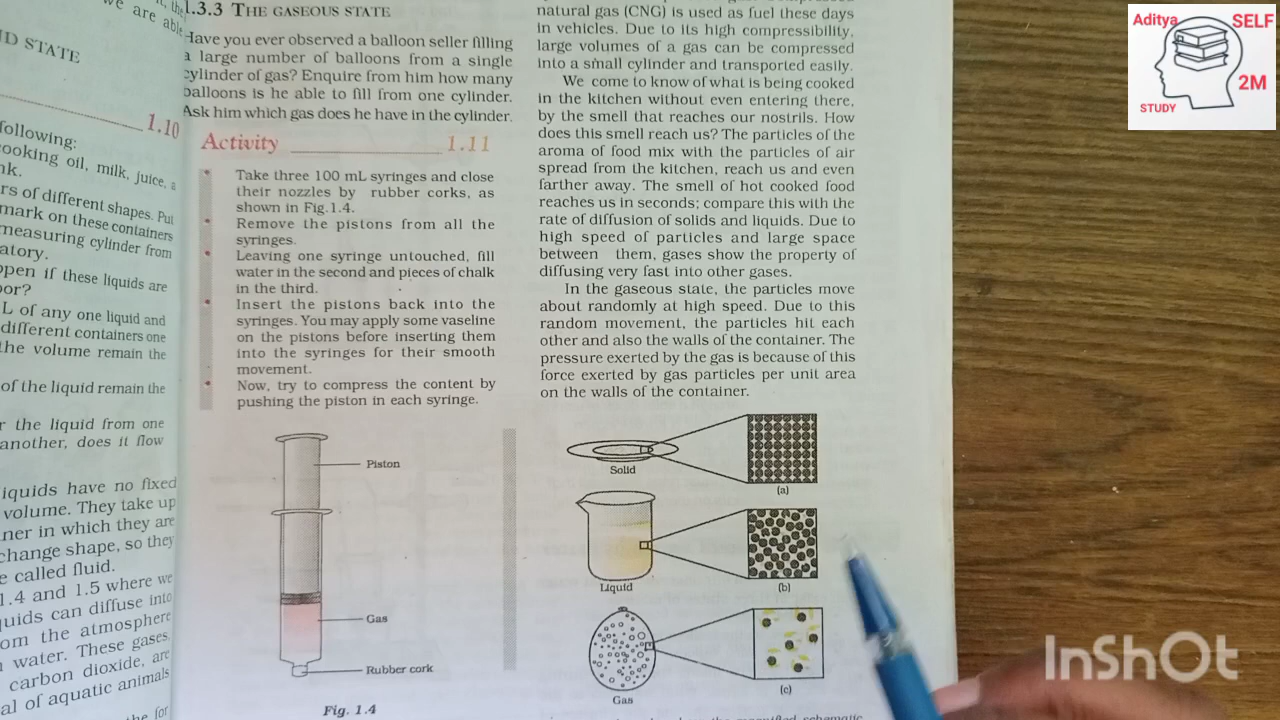 we are able
ND STATE
1.10
following:
cooking oil, milk, juice, a
nk.
rs of different shapes. Put
mark on these containers
measuring cylinder from
atory.
ppen if these liquids are
oor?
L of any one liquid and
different containers one
the volume remain the
of the liquid remain the
r the liquid from one
another, does it flow
iquids have no fixed
volume. They take up
ner in which they are
change shape, so they
e called fluid.
1.4 and 1.5 where we
quids can diffuse into
om the atmosphere
n water. These gases,
carbon dioxide, are
al of aquatic animals
the for
1.3.3 THE GASEOUS STATE
Have you ever observed a balloon seller filling
a large number of balloons from a single
cylinder of gas? Enquire from him how many
balloons is he able to fill from one cylinder.
Ask him which gas does he have in the cylinder.
Activity 1.11
• Take three 100 mL syringes and close
their nozzles by rubber corks, as
shown in Fig.1.4.
• Remove the pistons from all the
syringes.
• Leaving one syringe untouched, fill
water in the second and pieces of chalk
in the third.
• Insert the pistons back into the
syringes. You may apply some vaseline
on the pistons before inserting them
into the syringes for their smooth
movement.
• Now, try to compress the content by
pushing the piston in each syringe.
Piston
Gas
Rubber cork
Fig. 1.4
natural gas (CNG) is used as fuel these days
in vehicles. Due to its high compressibility,
large volumes of a gas can be compressed
into a small cylinder and transported easily.
We come to know of what is being cooked
in the kitchen without even entering there,
by the smell that reaches our nostrils. How
does this smell reach us? The particles of the
aroma of food mix with the particles of air
spread from the kitchen, reach us and even
farther away. The smell of hot cooked food
reaches us in seconds; compare this with the
rate of diffusion of solids and liquids. Due to
high speed of particles and large space
between them, gases show the property of
diffusing very fast into other gases.
In the gaseous state, the particles move
about randomly at high speed. Due to this
random movement, the particles hit each
other and also the walls of the container. The
pressure exerted by the gas is because of this
force exerted by gas particles per unit area
on the walls of the container.
Solid
(a)
Liquid
(b)
Gas
(c)
Aditya
SELF
2M
STUDY
InShOt